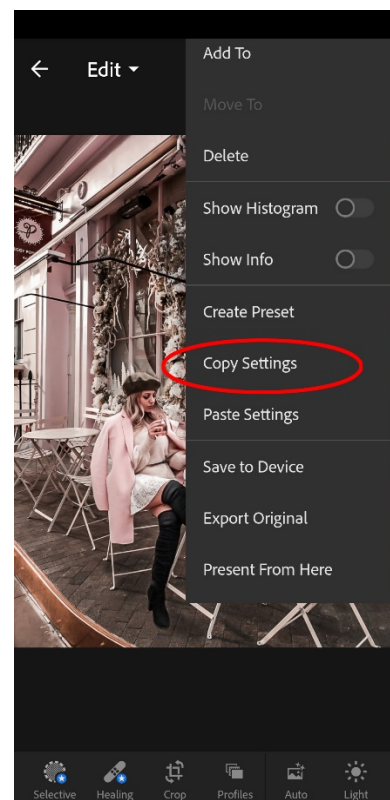 Edit
Add To
Move To
Delete
Show Histogram
Show Info
Create Preset
Copy Settings
Paste Settings
Save to Device
Export Original
Present From Here
Selective Healing Crop Profiles Auto Light